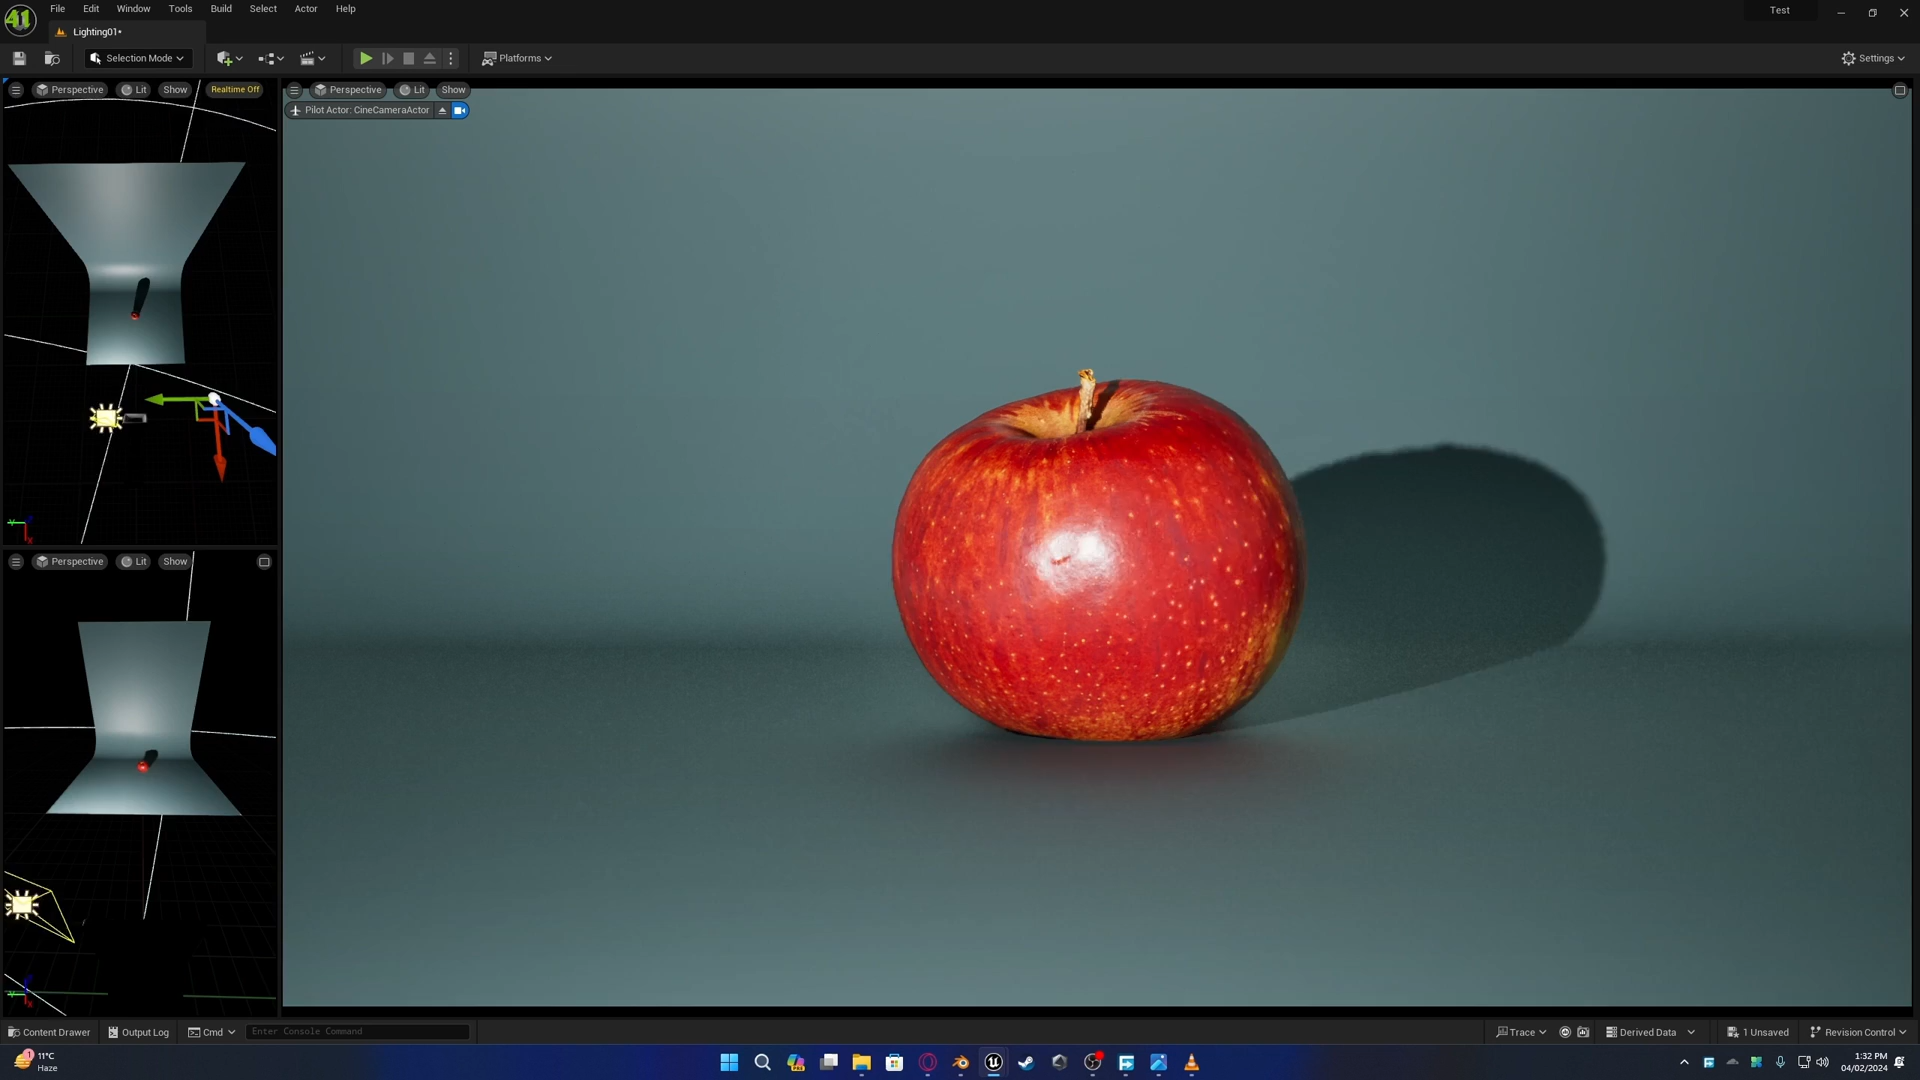 File Edit Window Tools Build Select Actor Help
Test
Lighting01*
Selection Mode
Platforms
Settings
Perspective Lit Show Realtime Off
Perspective Lit Show
Pilot Actor: CineCameraActor
Perspective Lit Show
Content Drawer Output Log Cmd Enter Console Command
Trace Derived Data 1 Unsaved Revision Control
11°C
Haze
1:32 PM
04/02/2024